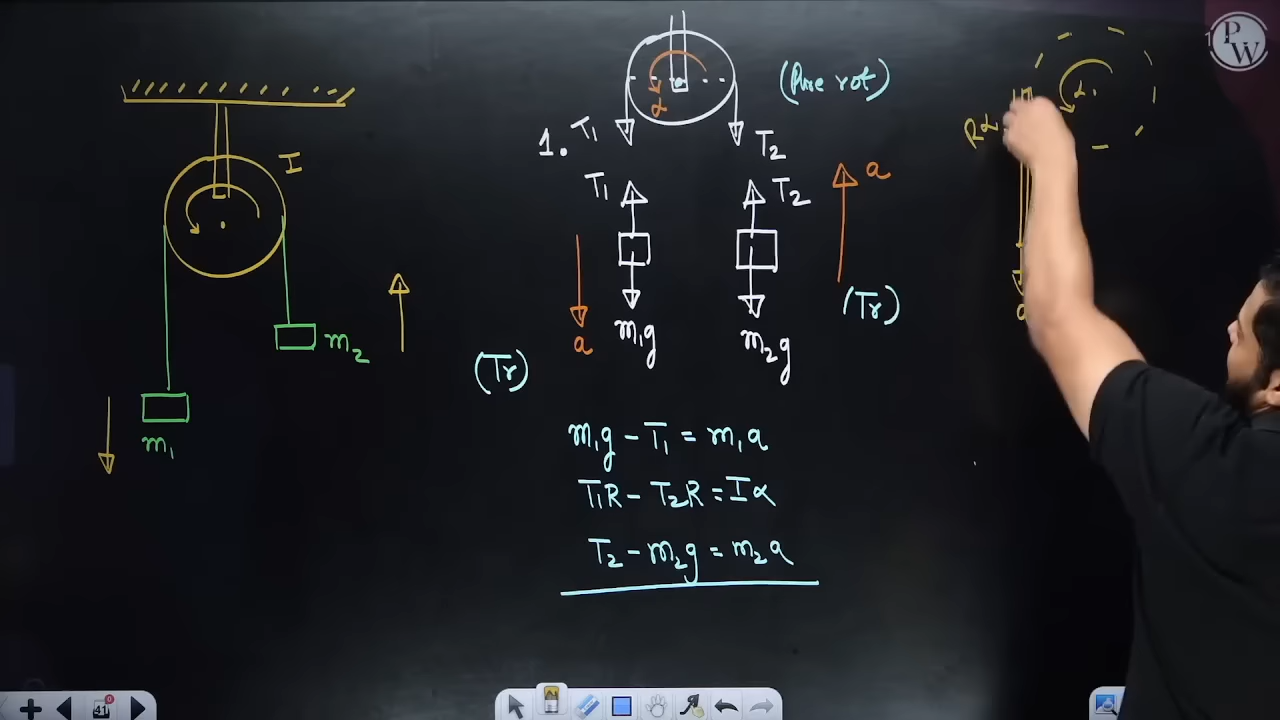 I
m₂
m₁
α
(Pure rot)
1. T₁
T₂
T₁
T₂
a
a
m₁g
m₂g
(Tr)
(Tr)
m₁g - T₁ = m₁a
T₁R - T₂R = Iα
T₂ - m₂g = m₂a
α
Rα
PW
41